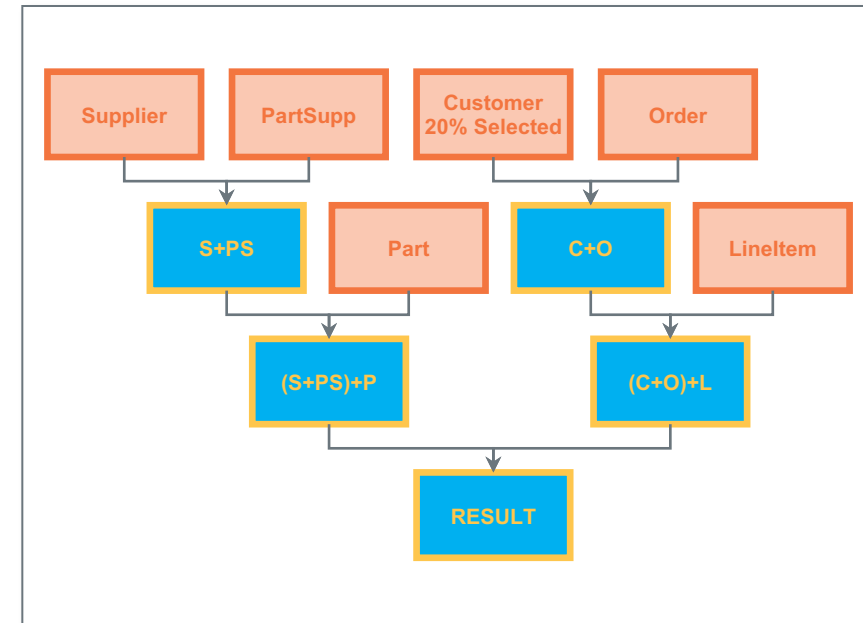 Supplier
PartSupp
Customer
20% Selected
Order
S+PS
Part
C+O
LineItem
(S+PS)+P
(C+O)+L
RESULT